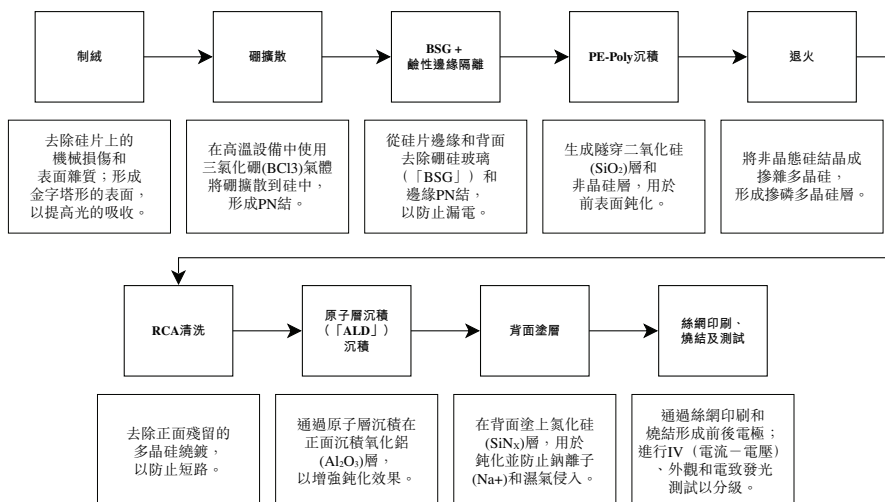 制絨
硼擴散
BSG +
鹼性邊緣隔離
PE-Poly沉積
退火
去除硅片上的
機械損傷和
表面雜質；形成
金字塔形的表面，
以提高光的吸收。
在高溫設備中使用
三氯化硼(BCl3)氣體
將硼擴散到硅中，
形成PN結。
從硅片邊緣和背面
去除硼硅玻璃
（「BSG」）和
邊緣PN結，
以防止漏電。
生成隧穿二氧化硅
(SiO₂)層和
非晶硅層，用於
前表面鈍化。
將非晶態硅結晶成
摻雜多晶硅，
形成摻磷多晶硅層。
RCA清洗
原子層沉積
（「ALD」）
沉積
背面塗層
絲網印刷、
燒結及測試
去除正面殘留的
多晶硅繞鍍，
以防止短路。
通過原子層沉積在
正面沉積氧化鋁
(Al₂O₃)層，
以增強鈍化效果。
在背面塗上氮化硅
(SiNₓ)層，用於
鈍化並防止鈉離子
(Na+)和濕氣侵入。
通過絲網印刷和
燒結形成前後電極；
進行IV（電流－電壓）
、外觀和電致發光
測試以分級。